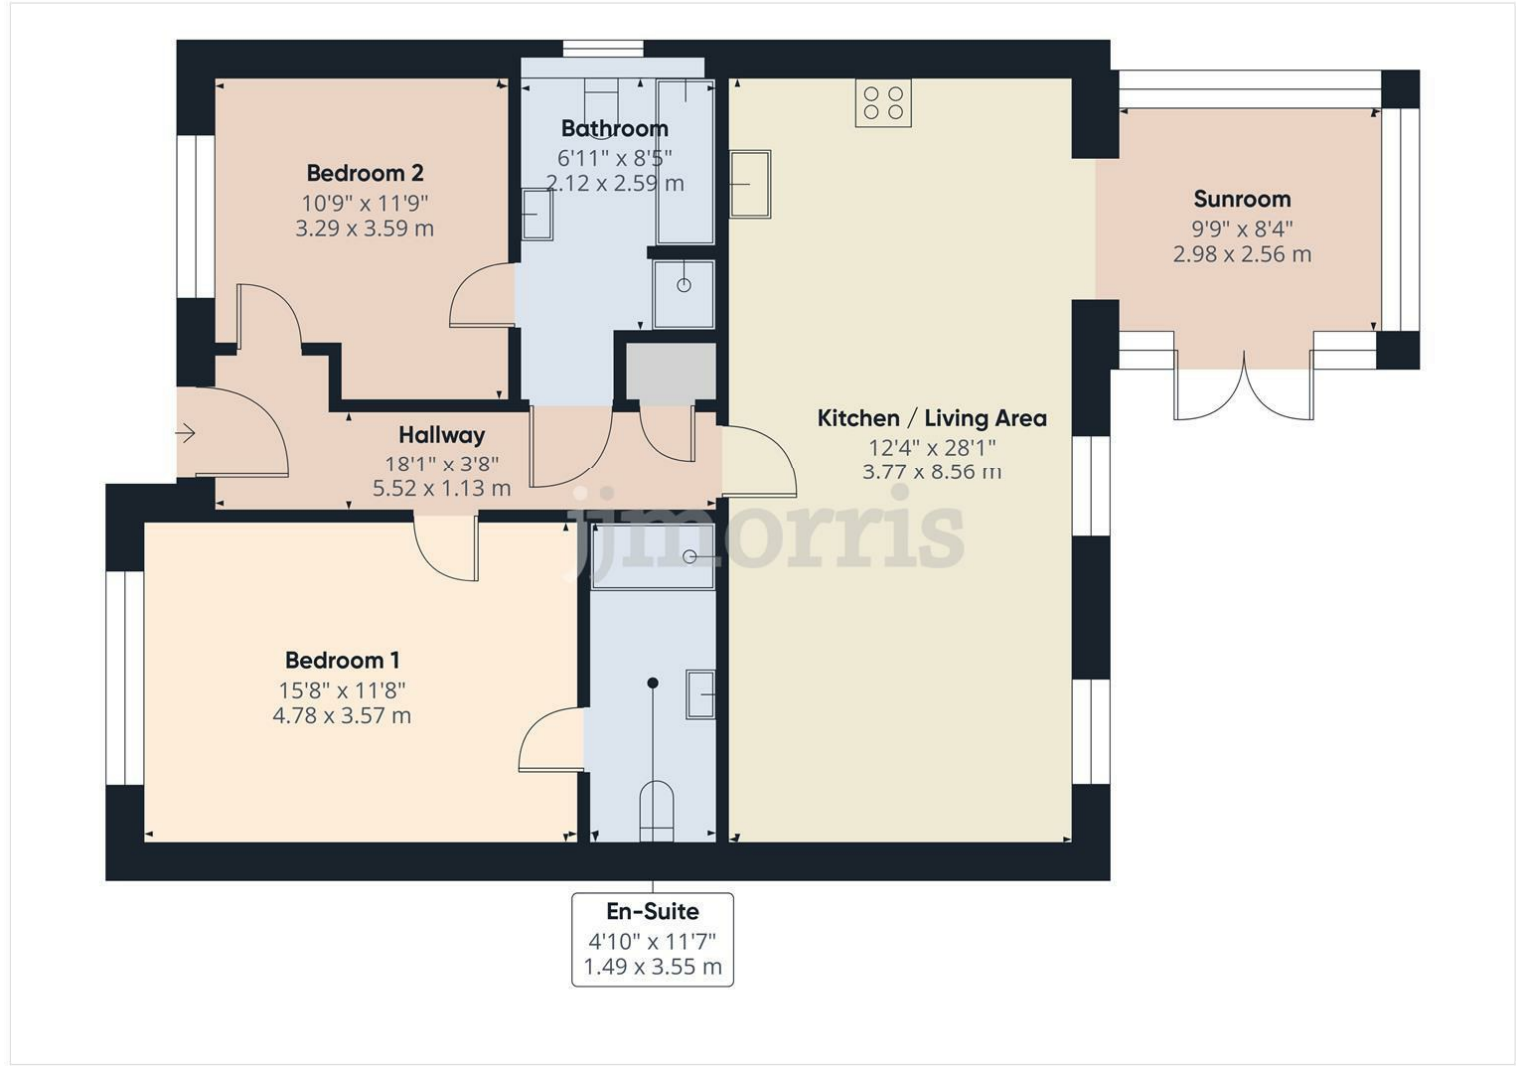 Bathroom
6'11" x 8'5"
2.12 x 2.59 m
Bedroom 2
10'9" x 11'9"
3.29 x 3.59 m
Sunroom
9'9" x 8'4"
2.98 x 2.56 m
Kitchen / Living Area
12'4" x 28'1"
3.77 x 8.56 m
Hallway
18'1" x 3'8"
5.52 x 1.13 m
jjmorris
Bedroom 1
15'8" x 11'8"
4.78 x 3.57 m
En-Suite
4'10" x 11'7"
1.49 x 3.55 m